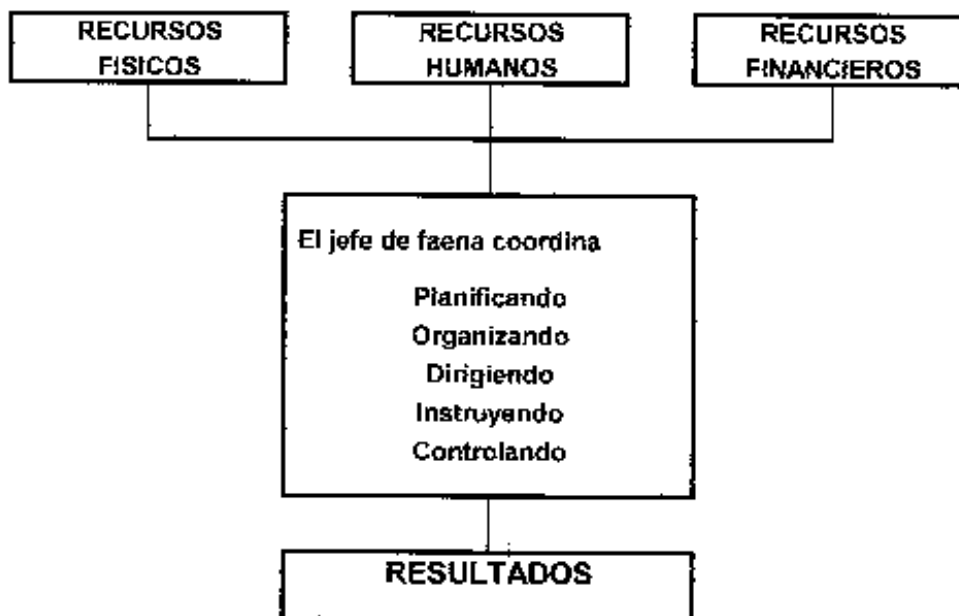 RECURSOS
FISICOS
RECURSOS
HUMANOS
RECURSOS
FINANCIEROS
El jefe de faena coordina
Planificando
Organizando
Dirigiendo
Instruyendo
Controlando
RESULTADOS